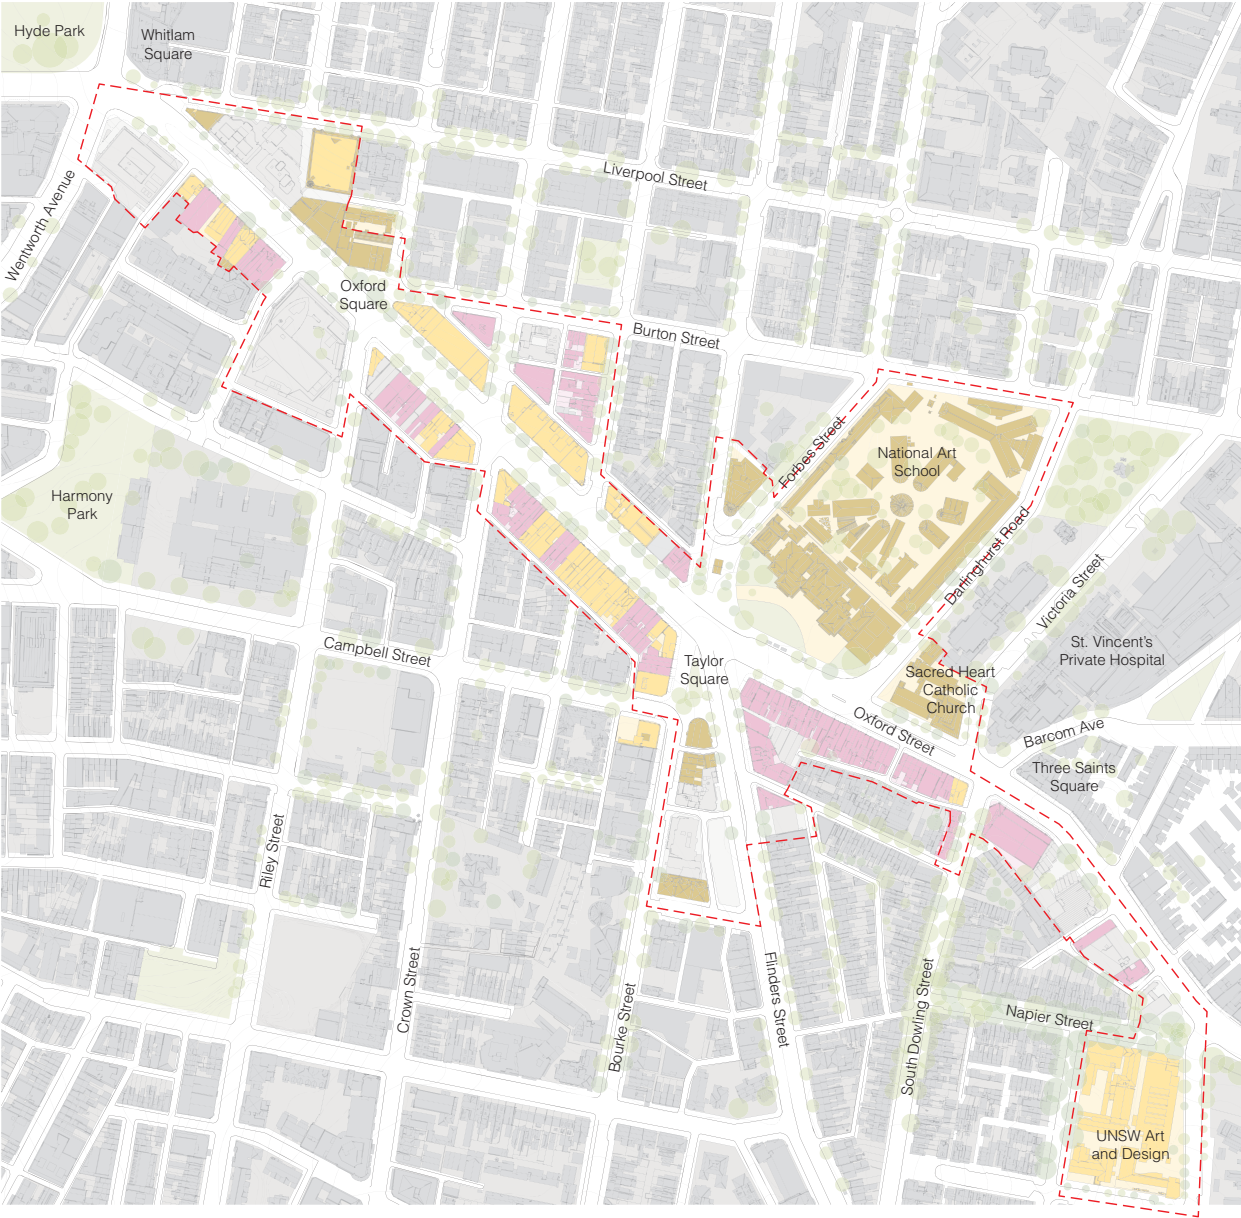 Hyde Park
Whitlam
Square
Liverpool Street
Wentworth Avenue
Oxford
Square
Burton Street
Forbes Street
National Art
School
Harmony
Park
Darlinghurst Road
Victoria Street
Campbell Street
Taylor
Square
St. Vincent's
Private Hospital
Sacred Heart
Catholic
Church
Oxford Street
Barcom Ave
Three Saints
Square
Riley Street
Crown Street
Bourke Street
Flinders Street
South Dowling Street
Napier Street
UNSW Art
and Design